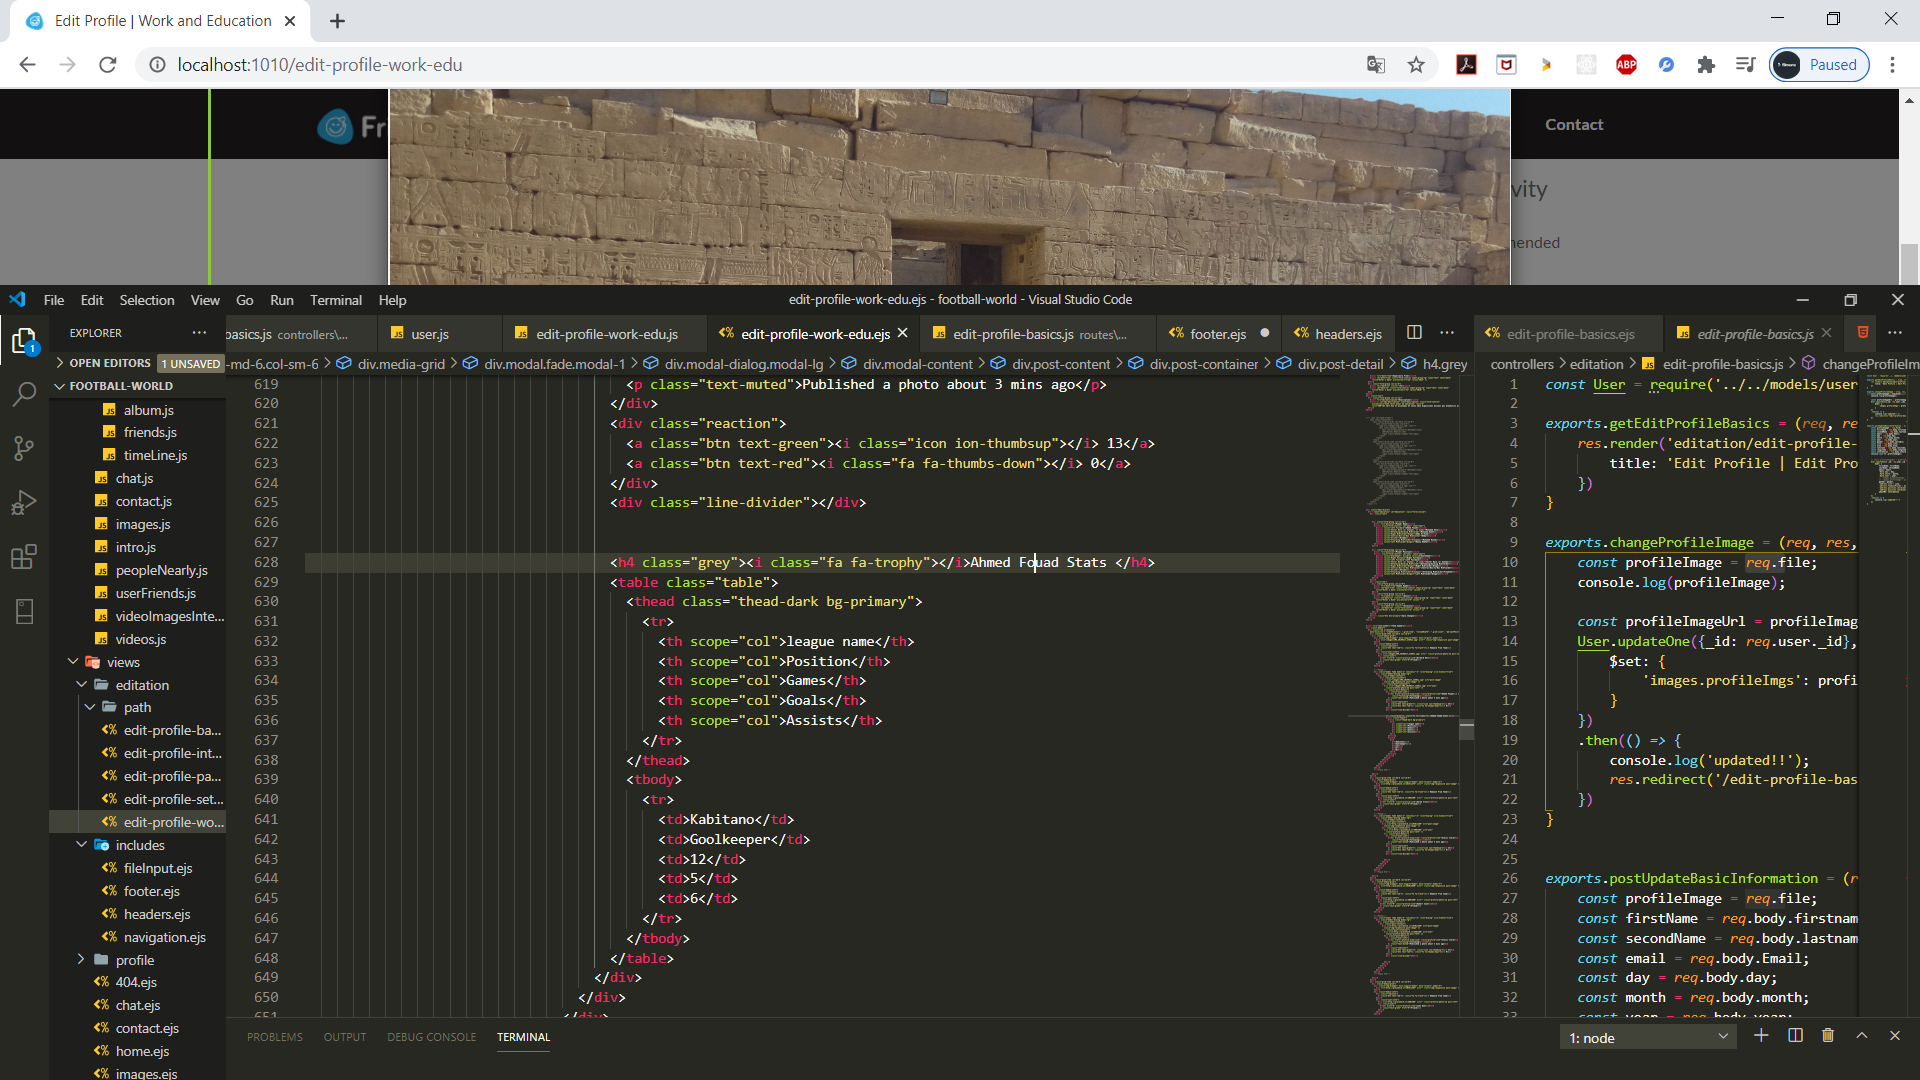 Edit Profile | Work and Education
localhost:1010/edit-profile-work-edu
ABP
Paused
Fr
Contact
vity
nended
File Edit Selection View Go Run Terminal Help
edit-profile-work-edu.ejs - football-world - Visual Studio Code
EXPLORER
OPEN EDITORS 1 UNSAVED
FOOTBALL-WORLD
album.js
friends.js
timeLine.js
chat.js
contact.js
images.js
intro.js
peopleNearly.js
userFriends.js
videoImagesInte...
videos.js
views
editation
path
edit-profile-ba...
edit-profile-int...
edit-profile-pa...
edit-profile-set...
edit-profile-wo...
includes
fileInput.ejs
footer.ejs
headers.ejs
navigation.ejs
profile
404.ejs
chat.ejs
contact.ejs
home.ejs
images.ejs
basics.js controllers\...
user.js
edit-profile-work-edu.js
edit-profile-work-edu.ejs
edit-profile-basics.js routes\...
footer.ejs
headers.ejs
-md-6.col-sm-6 > div.media-grid > div.modal.fade.modal-1 > div.modal-dialog.modal-lg > div.modal-content > div.post-content > div.post-container > div.post-detail > h4.grey
619 <p class="text-muted">Published a photo about 3 mins ago</p>
620 </div>
621 <div class="reaction">
622 <a class="btn text-green"><i class="icon ion-thumbsup"></i> 13</a>
623 <a class="btn text-red"><i class="fa fa-thumbs-down"></i> 0</a>
624 </div>
625 <div class="line-divider"></div>
626
627
628 <h4 class="grey"><i class="fa fa-trophy"></i>Ahmed Fouad Stats </h4>
629 <table class="table">
630 <thead class="thead-dark bg-primary">
631 <tr>
632 <th scope="col">league name</th>
633 <th scope="col">Position</th>
634 <th scope="col">Games</th>
635 <th scope="col">Goals</th>
636 <th scope="col">Assists</th>
637 </tr>
638 </thead>
639 <tbody>
640 <tr>
641 <td>Kabitano</td>
642 <td>Goolkeeper</td>
643 <td>12</td>
644 <td>5</td>
645 <td>6</td>
646 </tr>
647 </tbody>
648 </table>
649 </div>
650 </div>
651 </div>
edit-profile-basics.ejs
edit-profile-basics.js
controllers > editation > edit-profile-basics.js > changeProfileIm
1 const User = require('../../models/user
2
3 exports.getEditProfileBasics = (req, re
4 res.render('editation/edit-profile-
5 title: 'Edit Profile | Edit Pro
6 })
7 }
8
9 exports.changeProfileImage = (req, res,
10 const profileImage = req.file;
11 console.log(profileImage);
12
13 const profileImageUrl = profileImag
14 User.updateOne({_id: req.user._id},
15 $set: {
16 'images.profileImgs': profi
17 }
18 })
19 .then(() => {
20 console.log('updated!!');
21 res.redirect('/edit-profile-bas
22 })
23 }
24
25
26 exports.postUpdateBasicInformation = (r
27 const profileImage = req.file;
28 const firstName = req.body.firstnam
29 const secondName = req.body.lastnam
30 const email = req.body.Email;
31 const day = req.body.day;
32 const month = req.body.month;
33 const year = req.body.year;
PROBLEMS OUTPUT DEBUG CONSOLE TERMINAL
1: node